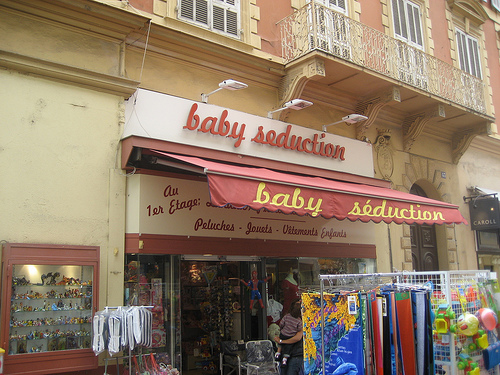 baby seduction
baby séduction
Au
1er Etage:
Peluches - Jouets - Vêtements Enfants
CAROLL